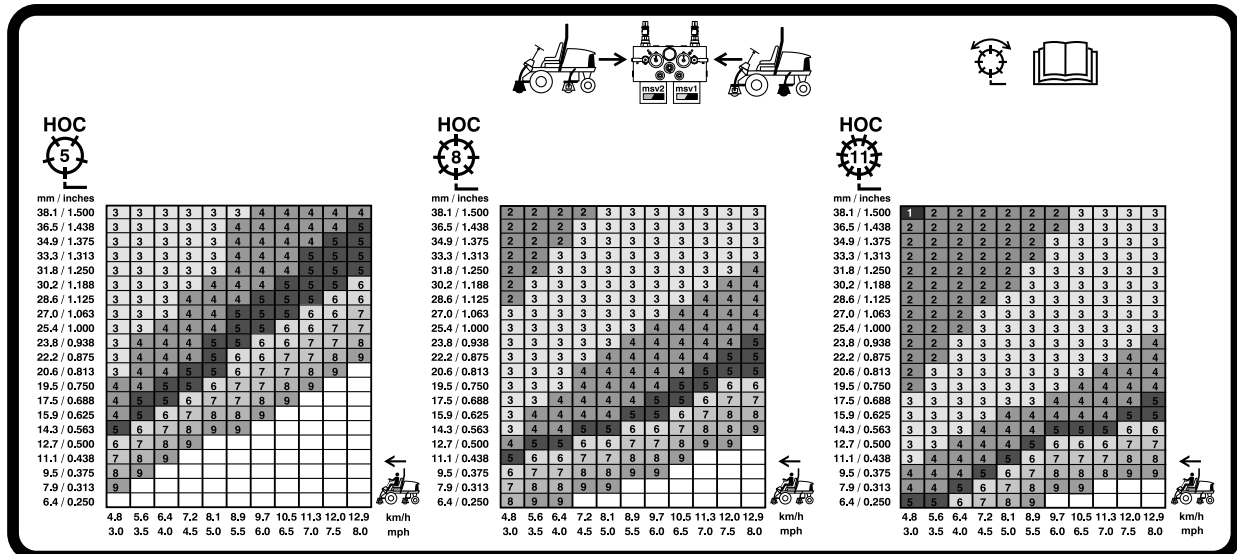 msv2 msv1
HOC
5
mm / inches
38.1 / 1.500 3 3 3 3 3 3 4 4 4 4 4
36.5 / 1.438 3 3 3 3 3 4 4 4 4 4 5
34.9 / 1.375 3 3 3 3 3 4 4 4 4 5 5
33.3 / 1.313 3 3 3 3 3 4 4 4 5 5 5
31.8 / 1.250 3 3 3 3 3 4 4 4 5 5 5
30.2 / 1.188 3 3 3 3 4 4 4 5 5 5 6
28.6 / 1.125 3 3 3 4 4 4 5 5 5 6 6
27.0 / 1.063 3 3 3 4 4 5 5 5 6 6 6
25.4 / 1.000 3 3 4 4 4 5 5 6 6 7 7
23.8 / 0.938 3 4 4 4 5 5 6 6 7 7 8
22.2 / 0.875 3 4 4 4 5 6 6 7 7 8 9
20.6 / 0.813 3 4 4 5 5 6 7 7 8 9
19.5 / 0.750 4 4 5 5 6 7 7 8 9
17.5 / 0.688 4 5 5 6 6 7 8 9
15.9 / 0.625 4 5 6 7 8 8 9
14.3 / 0.563 5 6 7 8 9 9
12.7 / 0.500 6 7 8 9
11.1 / 0.438 7 8 9
9.5 / 0.375 8 9
7.9 / 0.313 9
6.4 / 0.250
4.8 5.6 6.4 7.2 8.1 8.9 9.7 10.5 11.3 12.0 12.9 km/h
3.0 3.5 4.0 4.5 5.0 5.5 6.0 6.5 7.0 7.5 8.0 mph
HOC
8
mm / inches
38.1 / 1.500 2 2 2 2 3 3 3 3 3 3 3
36.5 / 1.438 2 2 2 3 3 3 3 3 3 3 3
34.9 / 1.375 2 2 2 3 3 3 3 3 3 3 3
33.3 / 1.313 2 2 3 3 3 3 3 3 3 3 3
31.8 / 1.250 2 2 3 3 3 3 3 3 3 3 4
30.2 / 1.188 2 3 3 3 3 3 3 3 3 4 4
28.6 / 1.125 2 3 3 3 3 3 3 3 4 4 4
27.0 / 1.063 3 3 3 3 3 3 3 4 4 4 4
25.4 / 1.000 3 3 3 3 3 3 4 4 4 4 4
23.8 / 0.938 3 3 3 3 3 4 4 4 4 4 5
22.2 / 0.875 3 3 3 3 4 4 4 4 4 5 5
20.6 / 0.813 3 3 3 4 4 4 4 4 5 5 5
19.5 / 0.750 3 3 3 4 4 4 4 5 5 6 6
17.5 / 0.688 3 3 4 4 4 4 5 5 6 7 7
15.9 / 0.625 3 3 4 4 4 5 5 6 7 8 8
14.3 / 0.563 3 4 4 4 5 5 6 6 7 8 8
12.7 / 0.500 4 5 5 6 6 7 7 8 9 9
11.1 / 0.438 5 6 6 7 7 8 8 9
9.5 / 0.375 6 7 7 8 8 9 9
7.9 / 0.313 7 8 8 9 9
6.4 / 0.250 8 9 9
4.8 5.6 6.4 7.2 8.1 8.9 9.7 10.5 11.3 12.0 12.9 km/h
3.0 3.5 4.0 4.5 5.0 5.5 6.0 6.5 7.0 7.5 8.0 mph
HOC
11
mm / inches
38.1 / 1.500 1 2 2 2 2 2 2 3 3 3 3
36.5 / 1.438 2 2 2 2 2 2 2 3 3 3 3
34.9 / 1.375 2 2 2 2 2 2 3 3 3 3 3
33.3 / 1.313 2 2 2 2 2 2 3 3 3 3 3
31.8 / 1.250 2 2 2 2 2 3 3 3 3 3 3
30.2 / 1.188 2 2 2 2 2 3 3 3 3 3 3
28.6 / 1.125 2 2 2 2 3 3 3 3 3 3 3
27.0 / 1.063 2 2 2 3 3 3 3 3 3 3 3
25.4 / 1.000 2 2 2 3 3 3 3 3 3 3 3
23.8 / 0.938 2 2 3 3 3 3 3 3 3 3 4
22.2 / 0.875 2 2 3 3 3 3 3 3 3 4 4
20.6 / 0.813 2 3 3 3 3 3 3 3 4 4 4
19.5 / 0.750 2 3 3 3 3 3 3 4 4 4 4
17.5 / 0.688 3 3 3 3 3 3 4 4 4 4 5
15.9 / 0.625 3 3 3 3 4 4 4 4 4 5 5
14.3 / 0.563 3 3 3 4 4 4 5 5 5 6 6
12.7 / 0.500 3 3 4 4 4 5 6 6 6 7 7
11.1 / 0.438 3 4 4 4 5 6 6 7 7 8 8
9.5 / 0.375 4 4 4 5 6 7 7 8 8 8 9
7.9 / 0.313 4 4 5 6 7 8 9 9
6.4 / 0.250 5 5 6 7 8 9
4.8 5.6 6.4 7.2 8.1 8.9 9.7 10.5 11.3 12.0 12.9 km/h
3.0 3.5 4.0 4.5 5.0 5.5 6.0 6.5 7.0 7.5 8.0 mph